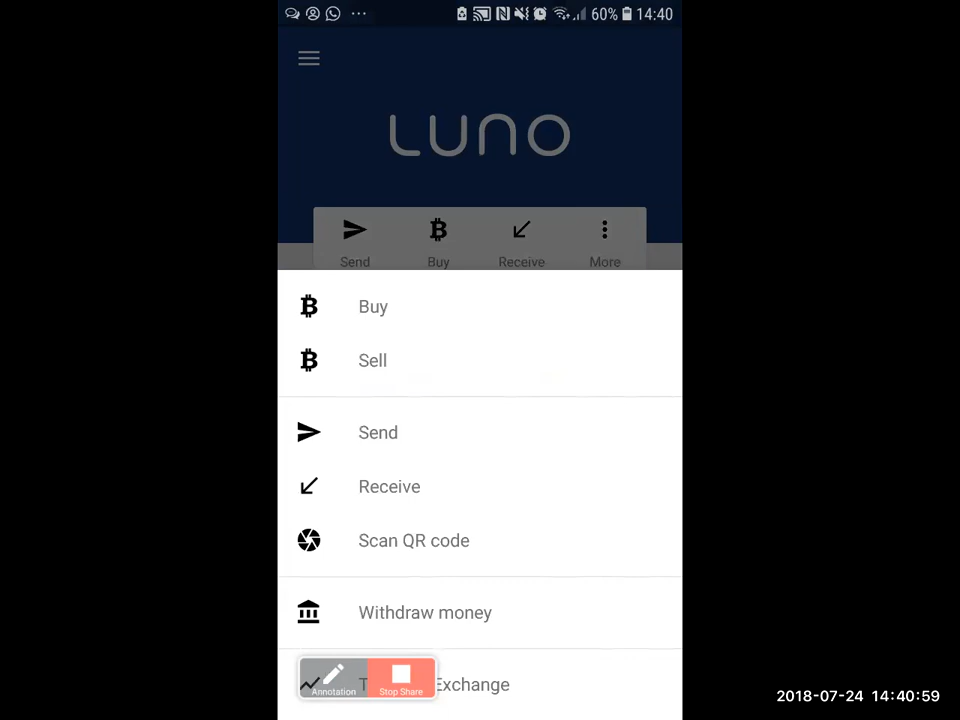 60% 14:40
LUNO
Send Buy Receive More
Buy
Sell
Send
Receive
Scan QR code
Withdraw money
Exchange
Annotation Stop Share
2018-07-24 14:40:59